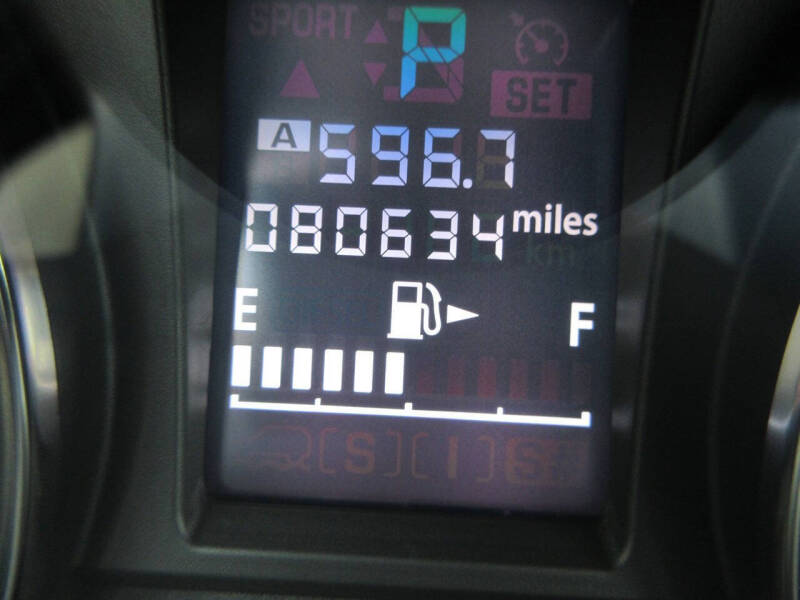 SPORT P
SET
A 596.7
080634 miles
km
E F
S I S